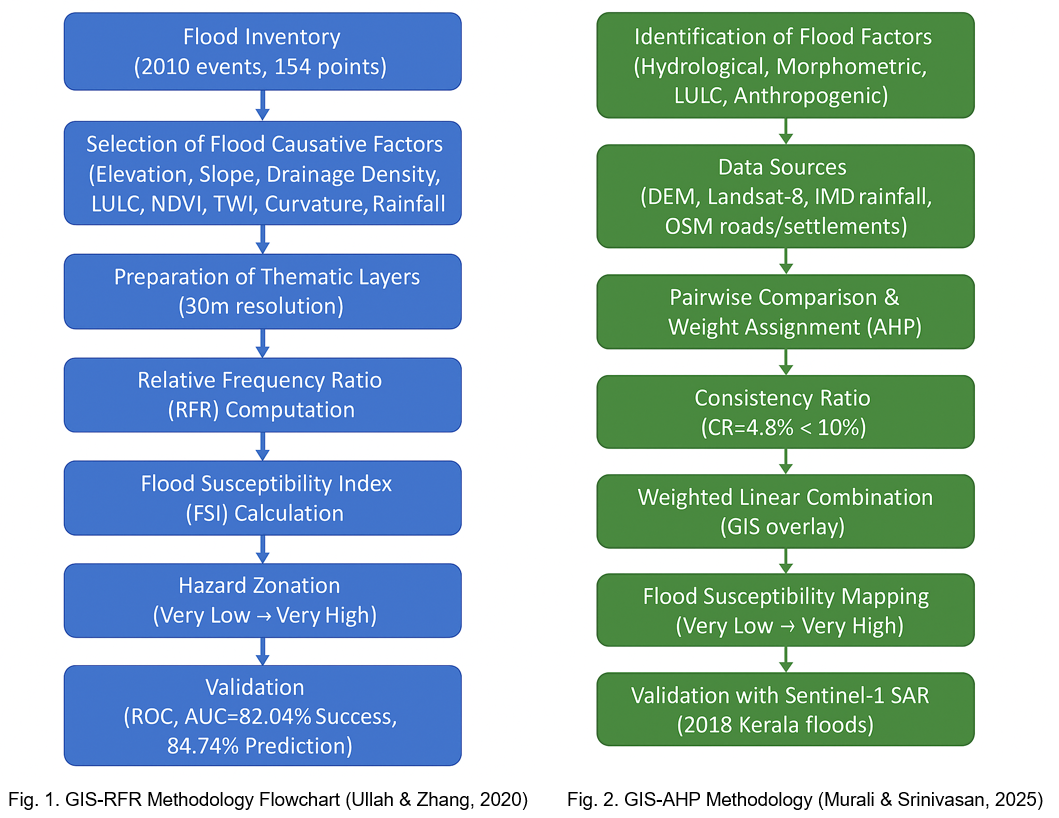 Flood Inventory
(2010 events, 154 points)
Selection of Flood Causative Factors
(Elevation, Slope, Drainage Density,
LULC, NDVI, TWI, Curvature, Rainfall
Preparation of Thematic Layers
(30m resolution)
Relative Frequency Ratio
(RFR) Computation
Flood Susceptibility Index
(FSI) Calculation
Hazard Zonation
(Very Low → Very High)
Validation
(ROC, AUC=82.04% Success,
84.74% Prediction)
Fig. 1. GIS-RFR Methodology Flowchart (Ullah & Zhang, 2020)
Identification of Flood Factors
(Hydrological, Morphometric,
LULC, Anthropogenic)
Data Sources
(DEM, Landsat-8, IMD rainfall,
OSM roads/settlements)
Pairwise Comparison &
Weight Assignment (AHP)
Consistency Ratio
(CR=4.8% < 10%)
Weighted Linear Combination
(GIS overlay)
Flood Susceptibility Mapping
(Very Low → Very High)
Validation with Sentinel-1 SAR
(2018 Kerala floods)
Fig. 2. GIS-AHP Methodology (Murali & Srinivasan, 2025)